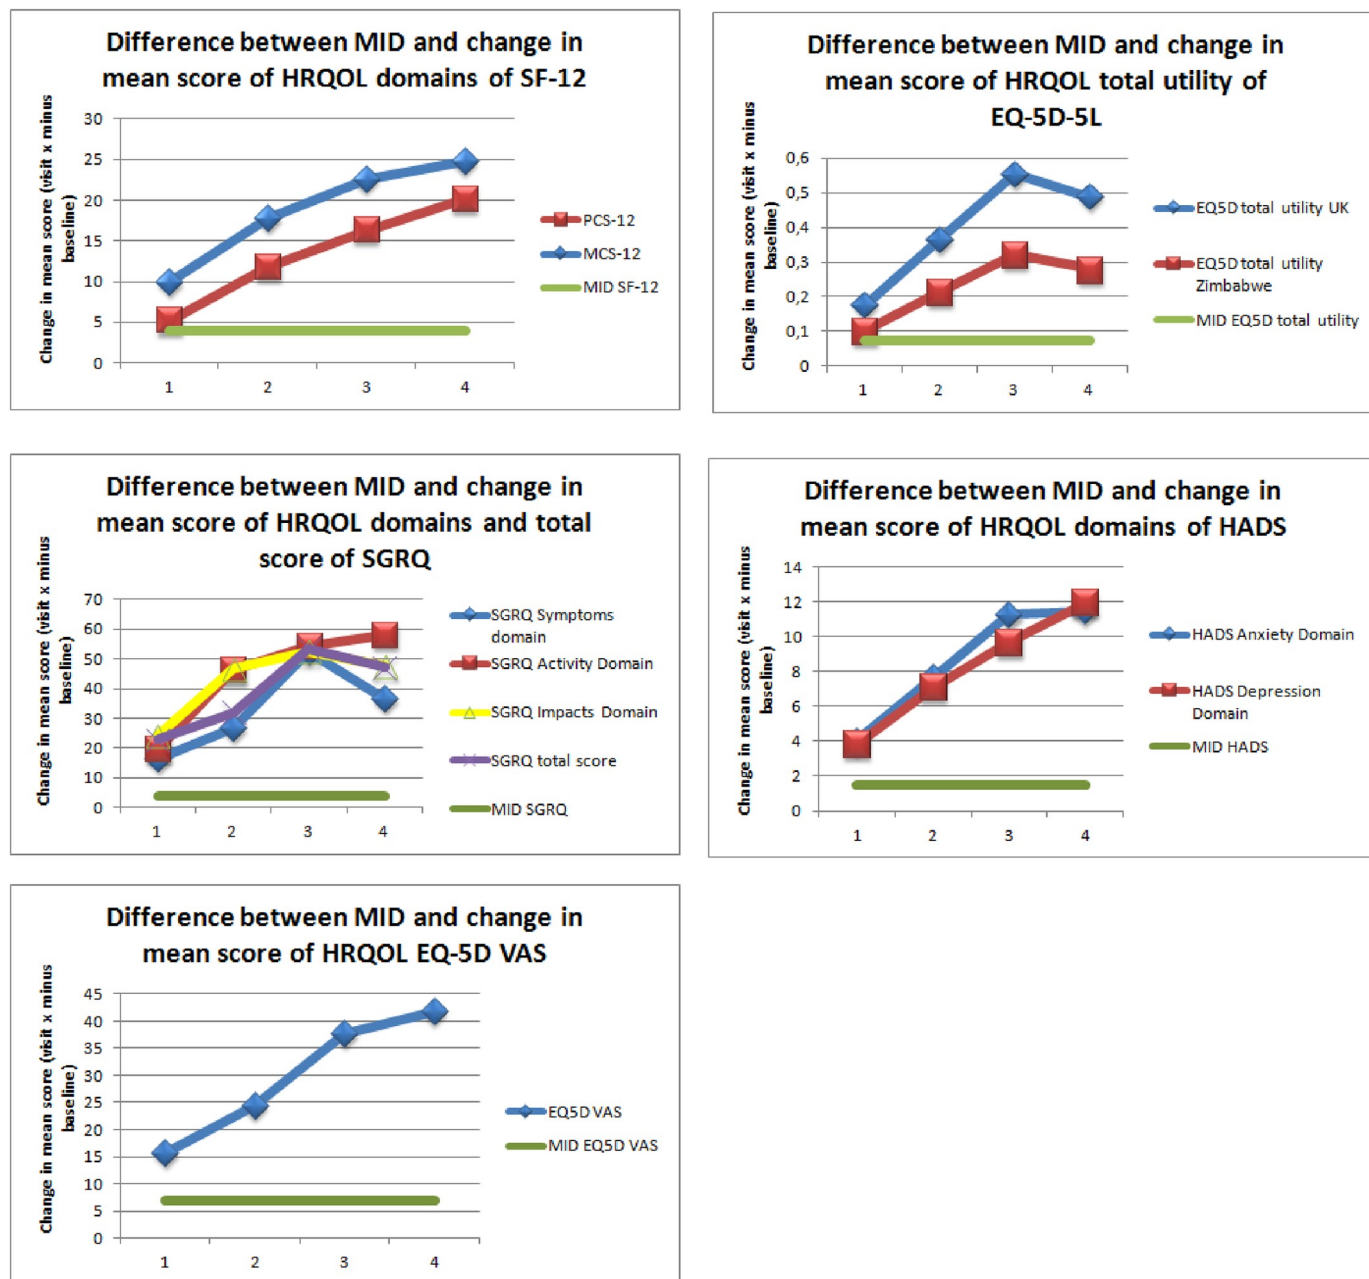 Difference between MID and change in
mean score of HRQOL domains of SF-12
Change in mean score (visit x minus
baseline)
30
25
20
15
10
5
0
1 2 3 4
PCS-12
MCS-12
MID SF-12
Difference between MID and change in
mean score of HRQOL total utility of
EQ-5D-5L
Change in mean score (visit x minus
baseline)
0,6
0,5
0,4
0,3
0,2
0,1
0
1 2 3 4
EQ5D total utility UK
EQ5D total utility
Zimbabwe
MID EQ5D total utility
Difference between MID and change in
mean score of HRQOL domains and total
score of SGRQ
Change in mean score (visit x minus
baseline)
70
60
50
40
30
20
10
0
1 2 3 4
SGRQ Symptoms
domain
SGRQ Activity Domain
SGRQ Impacts Domain
SGRQ total score
MID SGRQ
Difference between MID and change in
mean score of HRQOL domains of HADS
Change in mean score (visit x minus
baseline)
14
12
10
8
6
4
2
0
1 2 3 4
HADS Anxiety Domain
HADS Depression
Domain
MID HADS
Difference between MID and change in
mean score of HRQOL EQ-5D VAS
Change in mean score (visit x minus
baseline)
45
40
35
30
25
20
15
10
5
0
1 2 3 4
EQ5D VAS
MID EQ5D VAS